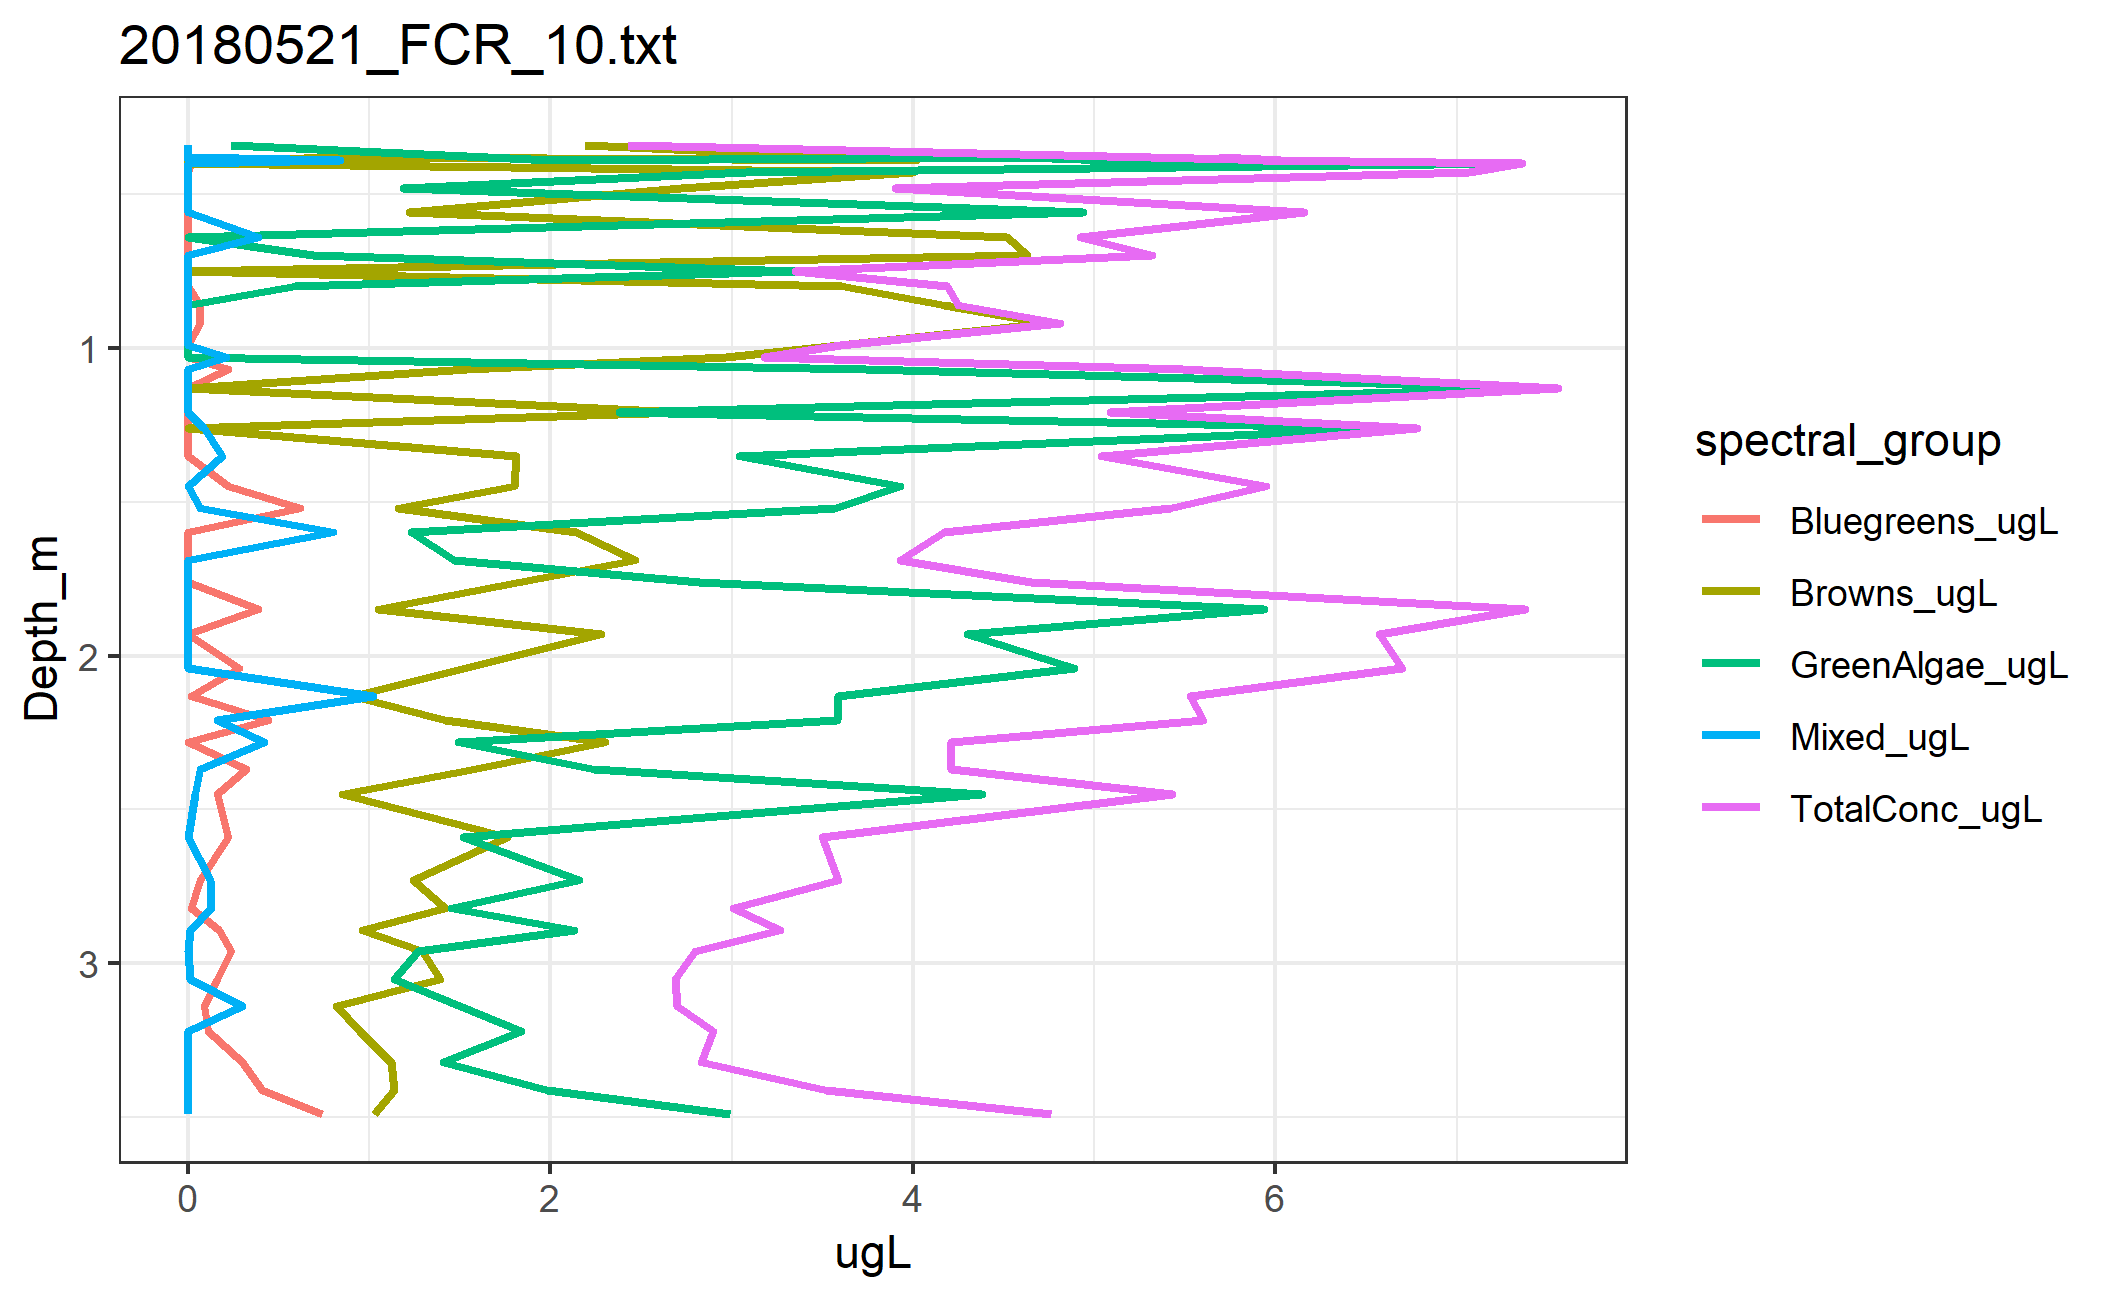 20180521_FCR_10.txt
1
2
3
Depth_m
0 2 4 6
ugL
spectral_group
Bluegreens_ugL
Browns_ugL
GreenAlgae_ugL
Mixed_ugL
TotalConc_ugL